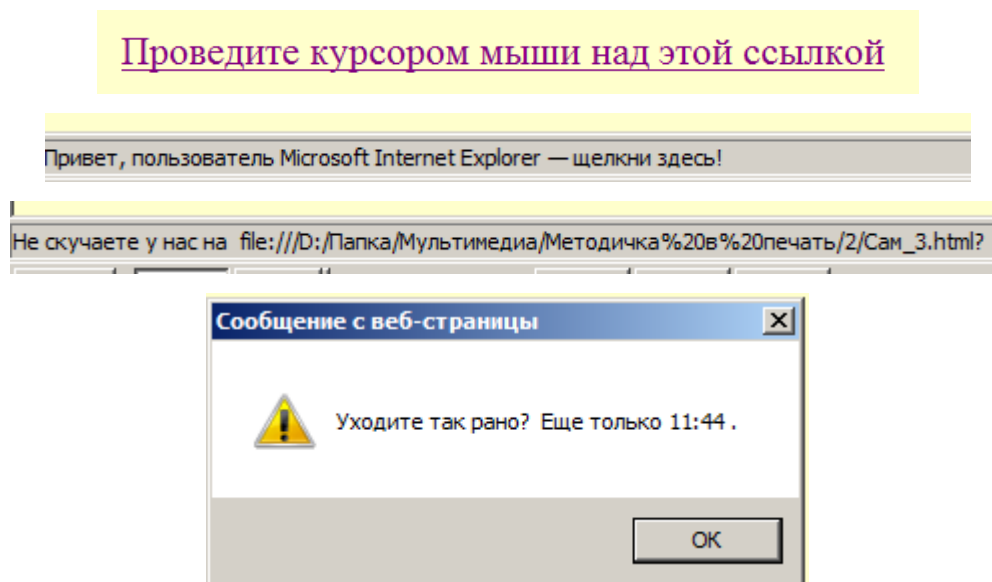 Проведите курсором мыши над этой ссылкой
Привет, пользователь Microsoft Internet Explorer — щелкни здесь!
Не скучаете у нас на file:///D:/Папка/Мультимедиа/Методичка%20в%20печать/2/Сам_3.html?
Сообщение с веб-страницы
Уходите так рано? Еще только 11:44 .
ОК